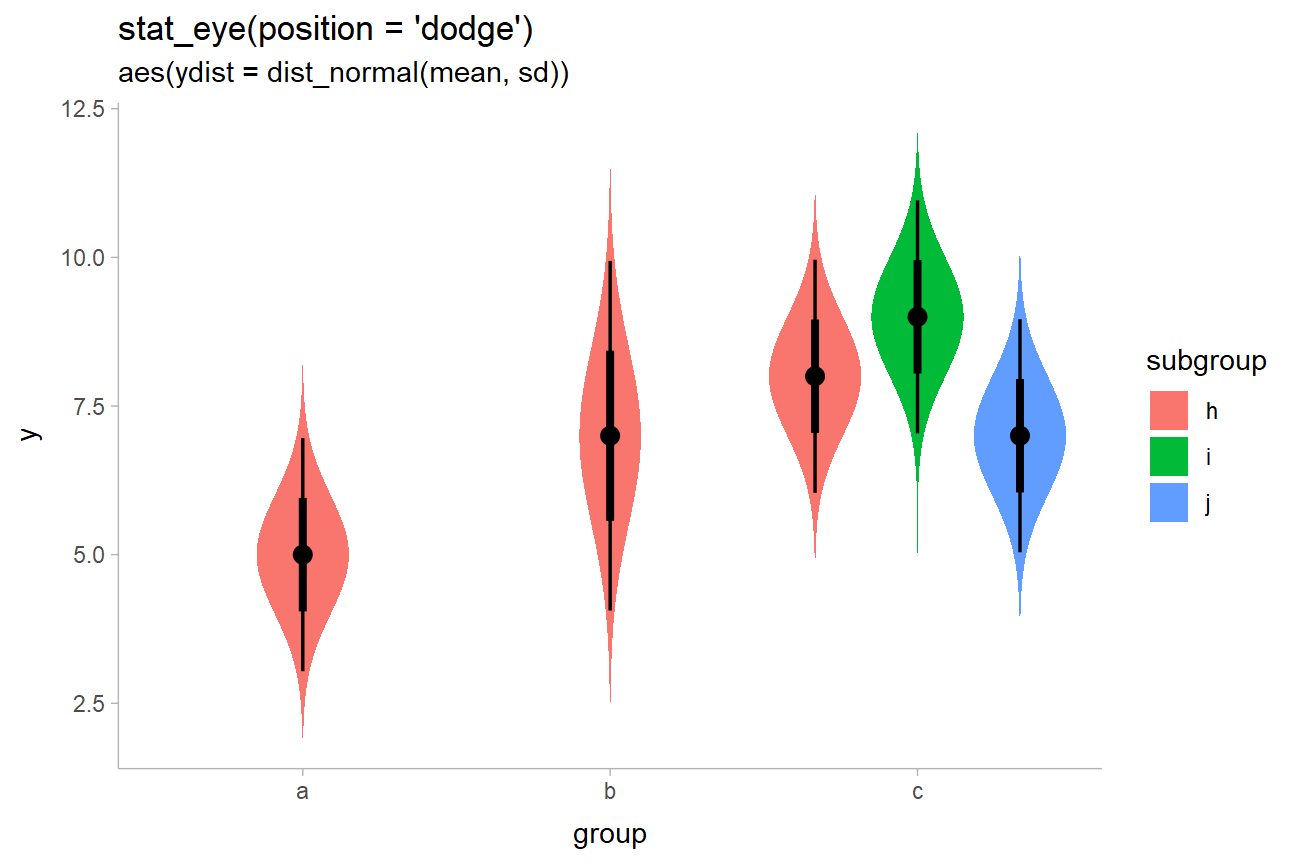 stat_eye(position = 'dodge')
aes(ydist = dist_normal(mean, sd))
12.5
10.0
7.5
5.0
2.5
y
a
b
c
group
subgroup
h
i
j